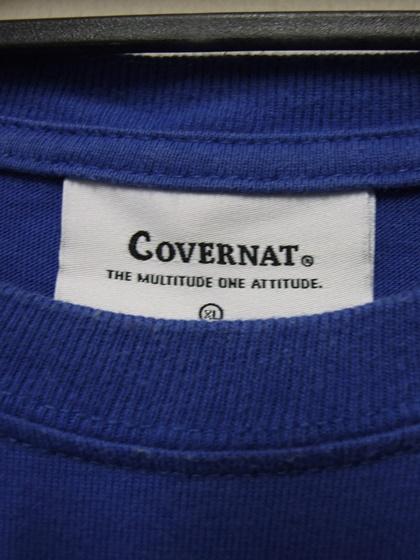 COVERNAT®
THE MULTITUDE ONE ATTITUDE.
XL